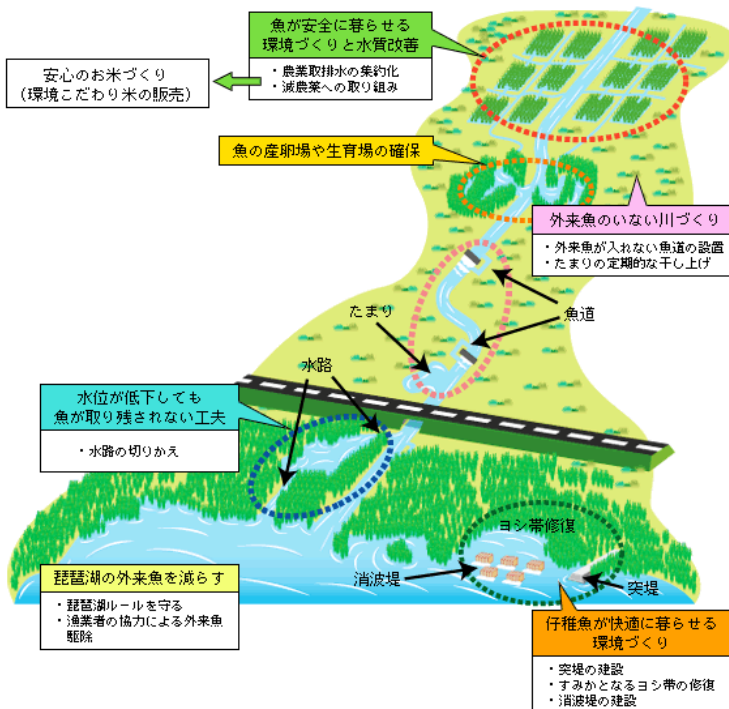 魚が安全に暮らせる
環境づくりと水質改善
・農業取排水の集約化
・減農薬への取り組み
安心のお米づくり
（環境こだわり米の販売）
魚の産卵場や生育場の確保
外来魚のいない川づくり
・外来魚が入れない魚道の設置
・たまりの定期的な干し上げ
たまり
魚道
水路
水位が低下しても
魚が取り残されない工夫
・水路の切りかえ
ヨシ帯修復
消波堤
突堤
琵琶湖の外来魚を減らす
・琵琶湖ルールを守る
・漁業者の協力による外来魚
駆除
仔稚魚が快適に暮らせる
環境づくり
・突堤の建設
・すみかとなるヨシ帯の修復
・消波堤の建設